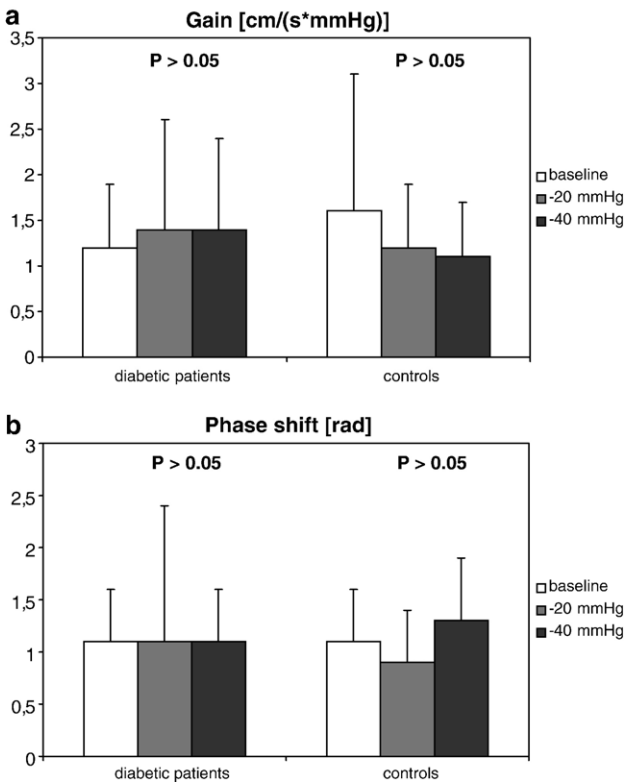 a
Gain [cm/(s*mmHg)]
3,5
3
2,5
2
1,5
1
0,5
0
P > 0.05
P > 0.05
baseline
-20 mmHg
-40 mmHg
diabetic patients
controls
b
Phase shift [rad]
3
2,5
2
1,5
1
0,5
0
P > 0.05
P > 0.05
baseline
-20 mmHg
-40 mmHg
diabetic patients
controls